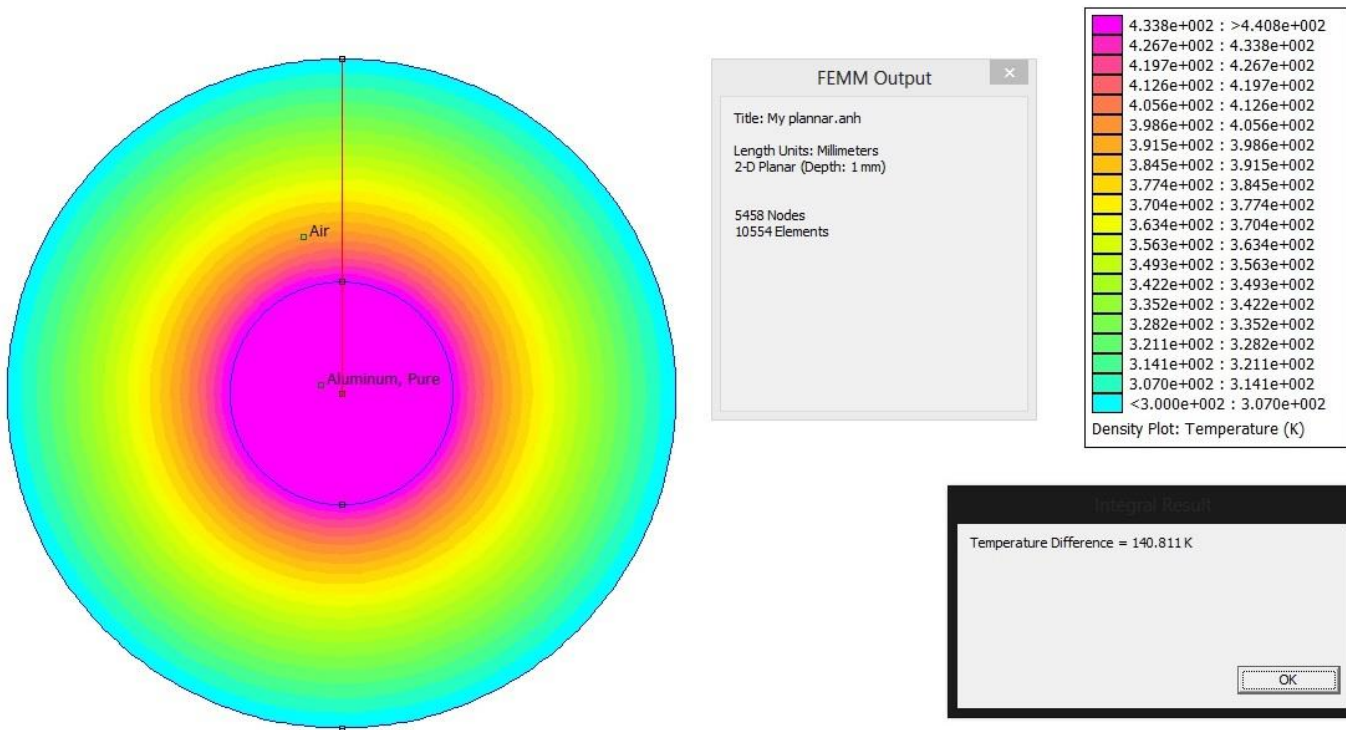 Air
Aluminum, Pure
FEMM Output
Title: My plannar.anh
Length Units: Millimeters
2-D Planar (Depth: 1 mm)
5458 Nodes
10554 Elements
4.338e+002 : >4.408e+002
4.267e+002 : 4.338e+002
4.197e+002 : 4.267e+002
4.126e+002 : 4.197e+002
4.056e+002 : 4.126e+002
3.986e+002 : 4.056e+002
3.915e+002 : 3.986e+002
3.845e+002 : 3.915e+002
3.774e+002 : 3.845e+002
3.704e+002 : 3.774e+002
3.634e+002 : 3.704e+002
3.563e+002 : 3.634e+002
3.493e+002 : 3.563e+002
3.422e+002 : 3.493e+002
3.352e+002 : 3.422e+002
3.282e+002 : 3.352e+002
3.211e+002 : 3.282e+002
3.141e+002 : 3.211e+002
3.070e+002 : 3.141e+002
<3.000e+002 : 3.070e+002
Density Plot: Temperature (K)
Integral Result
Temperature Difference = 140.811 K
OK